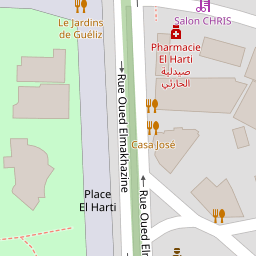 Salon CHRIS
Le Jardins
de Guéliz
Pharmacie
El Harti
صيدلية
الحارثي
Rue Oued Elmakhazine
Casa José
Place
El Harti
Rue Oued Elm